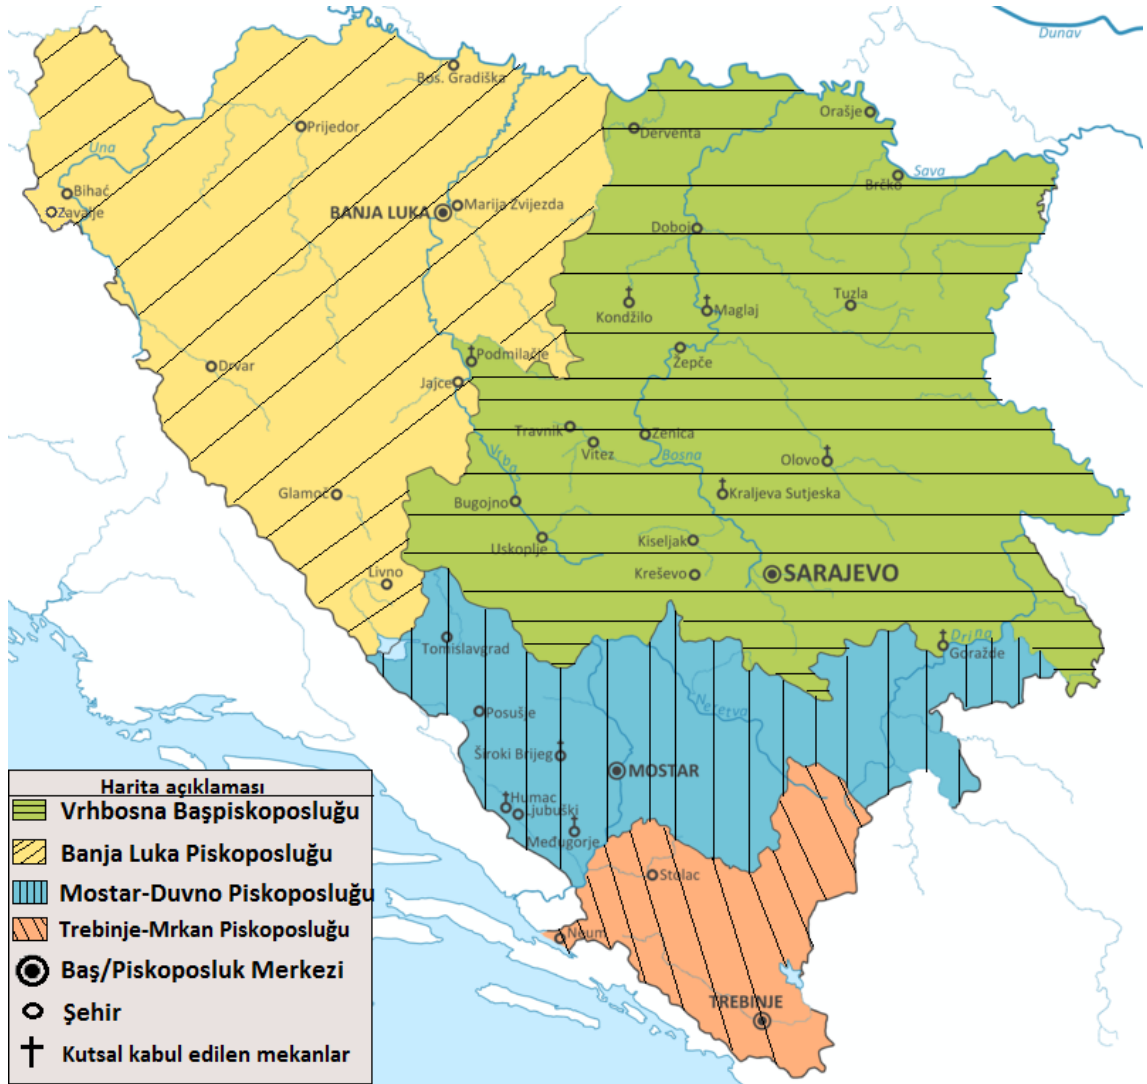 Dunav
Boš. Gradiška
Orašje
Prijedor
Derventa
Una
Sava
Bihać
Brčko
Zavalje
Marija Zvijezda
BANJA LUKA
Doboj
Tuzla
Kondžilo
Maglaj
Podmilačje
Žepče
Drvar
Jajce
Travnik
Zenica
Vitez
Vrbas
Bosna
Olovo
Glamoč
Kraljeva Sutjeska
Bugojno
Uskoplje
Kiseljak
Livno
Kreševo
SARAJEVO
Drina
Tomislavgrad
Goražde
Neretva
Posušje
Široki Brijeg
MOSTAR
Humac
Ljubuški
Međugorje
Stolac
Neum
TREBINJE
Harita açıklaması
Vrhbosna Başpiskoposluğu
Banja Luka Piskoposluğu
Mostar-Duvno Piskoposluğu
Trebinje-Mrkan Piskoposluğu
Baş/Piskoposluk Merkezi
Şehir
Kutsal kabul edilen mekanlar